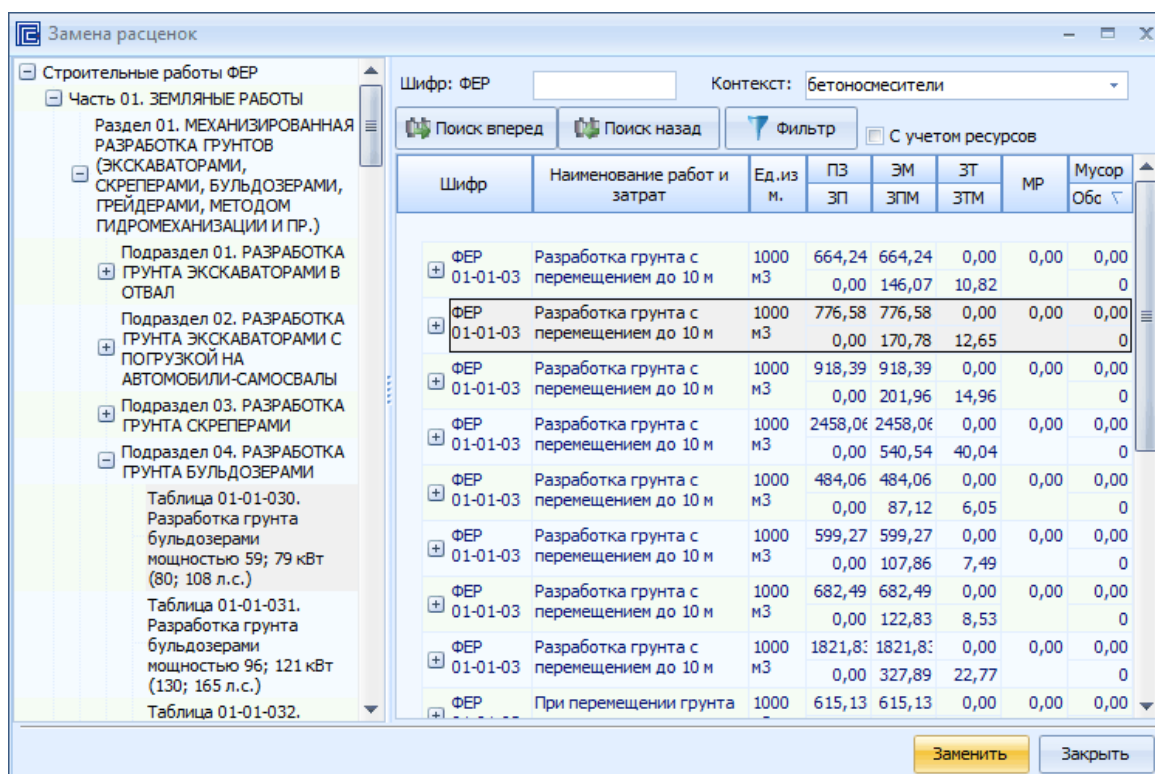 Замена расценок
Строительные работы ФЕР
Часть 01. ЗЕМЛЯНЫЕ РАБОТЫ
Раздел 01. МЕХАНИЗИРОВАННАЯ
РАЗРАБОТКА ГРУНТОВ
(ЭКСКАВАТОРАМИ,
СКРЕПЕРАМИ, БУЛЬДОЗЕРАМИ,
ГРЕЙДЕРАМИ, МЕТОДОМ
ГИДРОМЕХАНИЗАЦИИ И ПР.)
Подраздел 01. РАЗРАБОТКА
ГРУНТА ЭКСКАВАТОРАМИ В
ОТВАЛ
Подраздел 02. РАЗРАБОТКА
ГРУНТА ЭКСКАВАТОРАМИ С
ПОГРУЗКОЙ НА
АВТОМОБИЛИ-САМОСВАЛЫ
Подраздел 03. РАЗРАБОТКА
ГРУНТА СКРЕПЕРАМИ
Подраздел 04. РАЗРАБОТКА
ГРУНТА БУЛЬДОЗЕРАМИ
Таблица 01-01-030.
Разработка грунта
бульдозерами
мощностью 59; 79 кВт
(80; 108 л.с.)
Таблица 01-01-031.
Разработка грунта
бульдозерами
мощностью 96; 121 кВт
(130; 165 л.с.)
Таблица 01-01-032.
Шифр: ФЕР Контекст: бетоносмесители
Поиск вперед Поиск назад Фильтр С учетом ресурсов
Шифр Наименование работ и затрат Ед.из м. ПЗ ЭМ ЗТ МР Мусор
ЗП ЗПМ ЗТМ Обс
ФЕР Разработка грунта с 1000 664,24 664,24 0,00 0,00 0,00
01-01-03 перемещением до 10 м м3 0,00 146,07 10,82 0
ФЕР Разработка грунта с 1000 776,58 776,58 0,00 0,00 0,00
01-01-03 перемещением до 10 м м3 0,00 170,78 12,65 0
ФЕР Разработка грунта с 1000 918,39 918,39 0,00 0,00 0,00
01-01-03 перемещением до 10 м м3 0,00 201,96 14,96 0
ФЕР Разработка грунта с 1000 2458,06 2458,06 0,00 0,00 0,00
01-01-03 перемещением до 10 м м3 0,00 540,54 40,04 0
ФЕР Разработка грунта с 1000 484,06 484,06 0,00 0,00 0,00
01-01-03 перемещением до 10 м м3 0,00 87,12 6,05 0
ФЕР Разработка грунта с 1000 599,27 599,27 0,00 0,00 0,00
01-01-03 перемещением до 10 м м3 0,00 107,86 7,49 0
ФЕР Разработка грунта с 1000 682,49 682,49 0,00 0,00 0,00
01-01-03 перемещением до 10 м м3 0,00 122,83 8,53 0
ФЕР Разработка грунта с 1000 1821,83 1821,83 0,00 0,00 0,00
01-01-03 перемещением до 10 м м3 0,00 327,89 22,77 0
ФЕР При перемещении грунта 1000 615,13 615,13 0,00 0,00 0,00
Заменить Закрыть